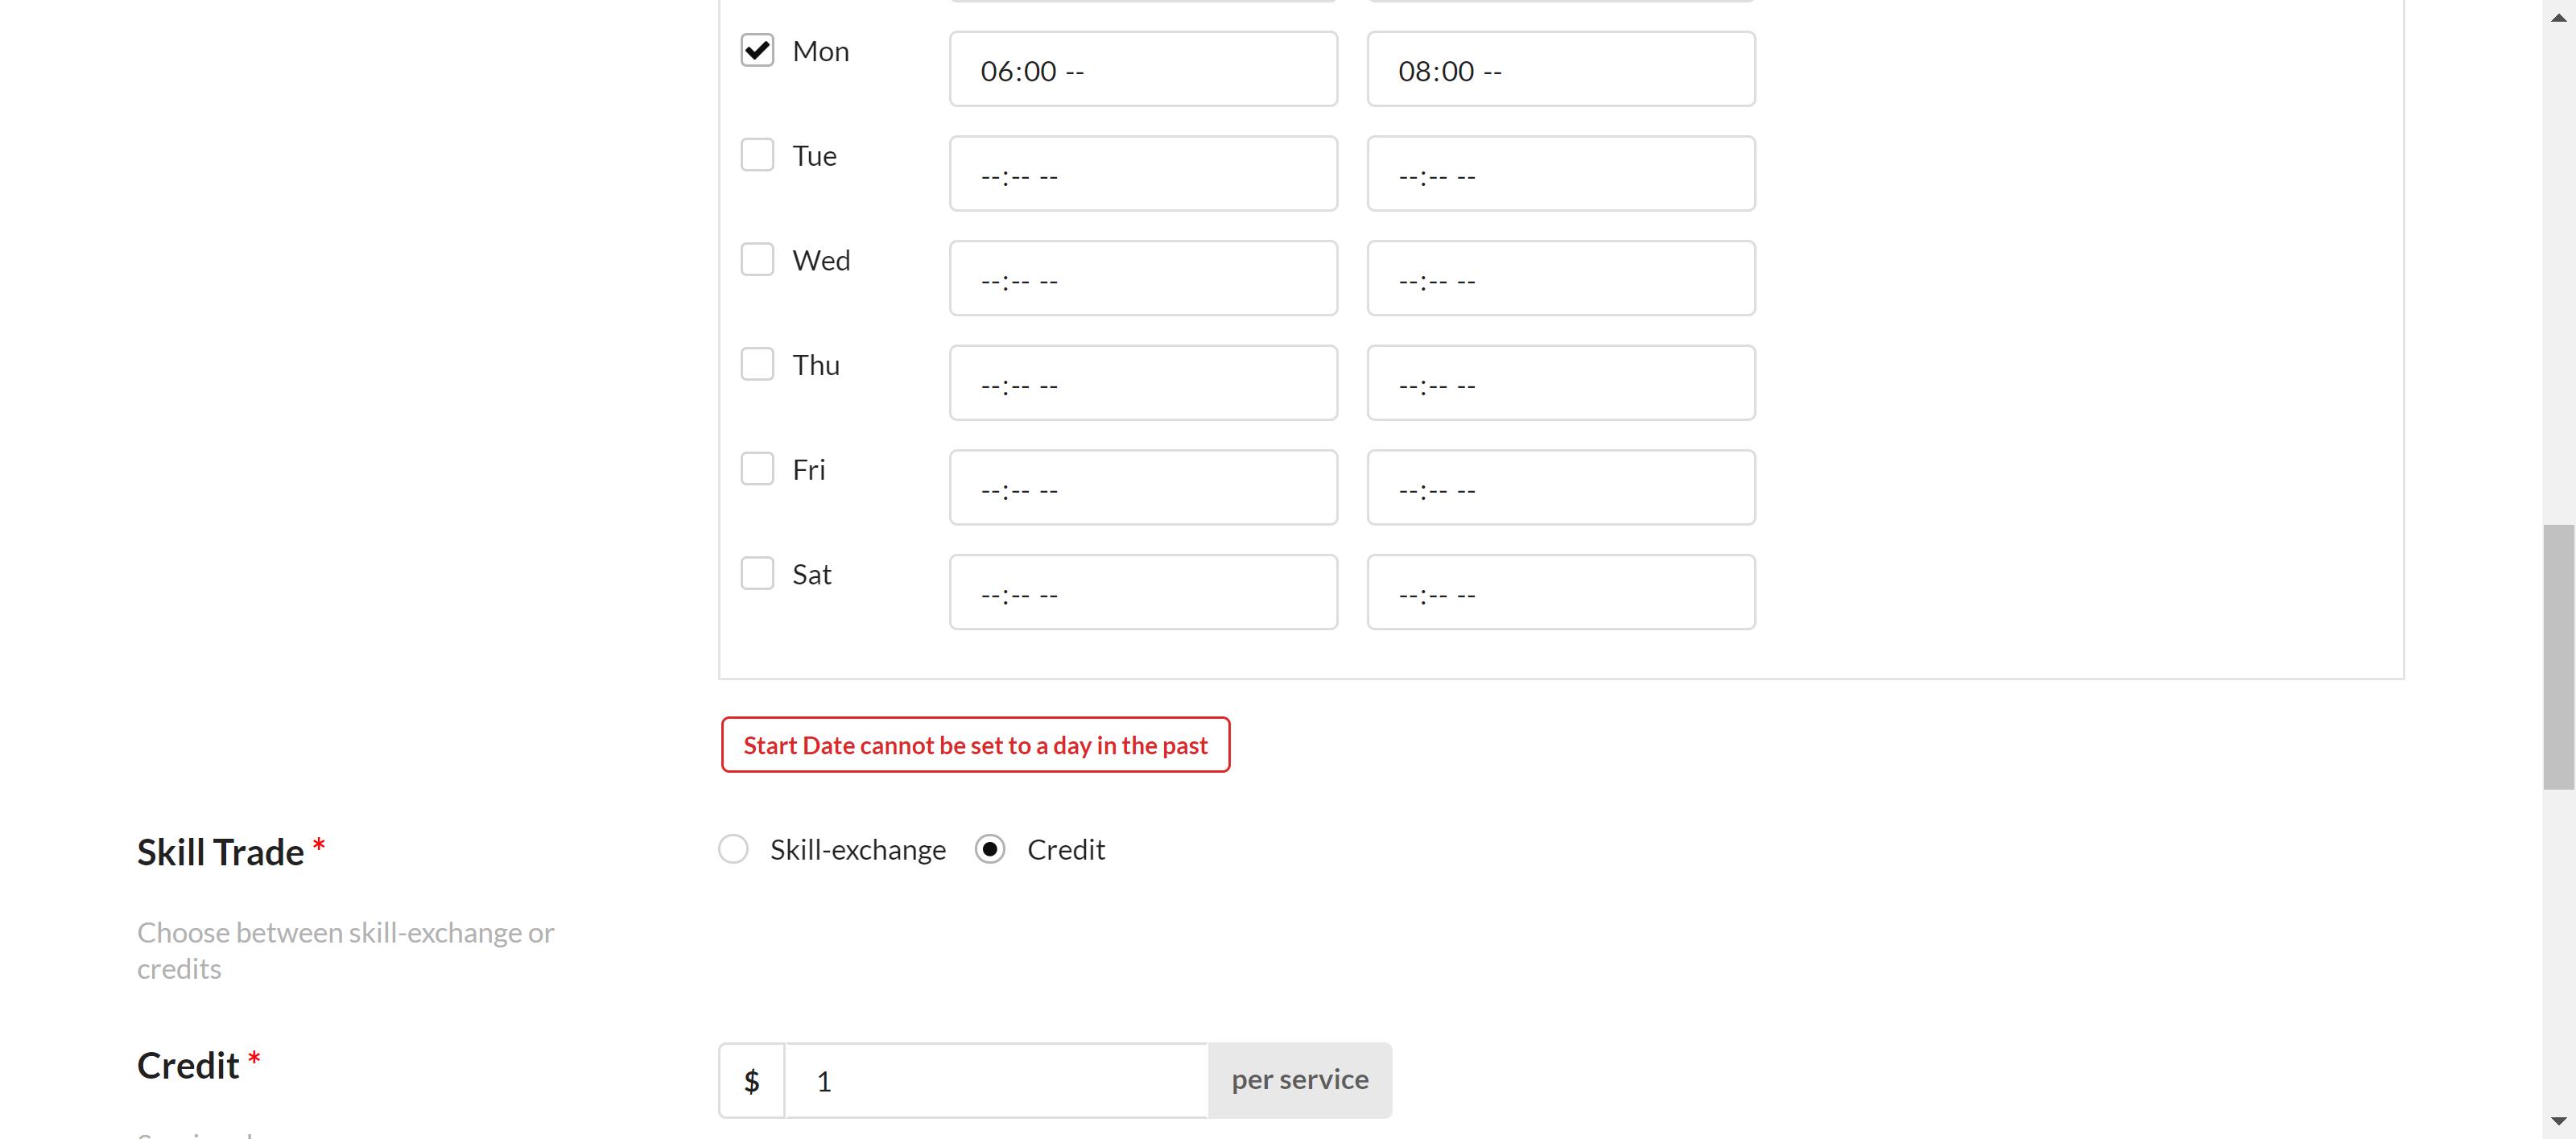 Mon 06:00 -- 08:00 --
Tue --:-- -- --:-- --
Wed --:-- -- --:-- --
Thu --:-- -- --:-- --
Fri --:-- -- --:-- --
Sat --:-- -- --:-- --
Start Date cannot be set to a day in the past
Skill Trade * Skill-exchange Credit
Choose between skill-exchange or
credits
Credit * $ 1 per service